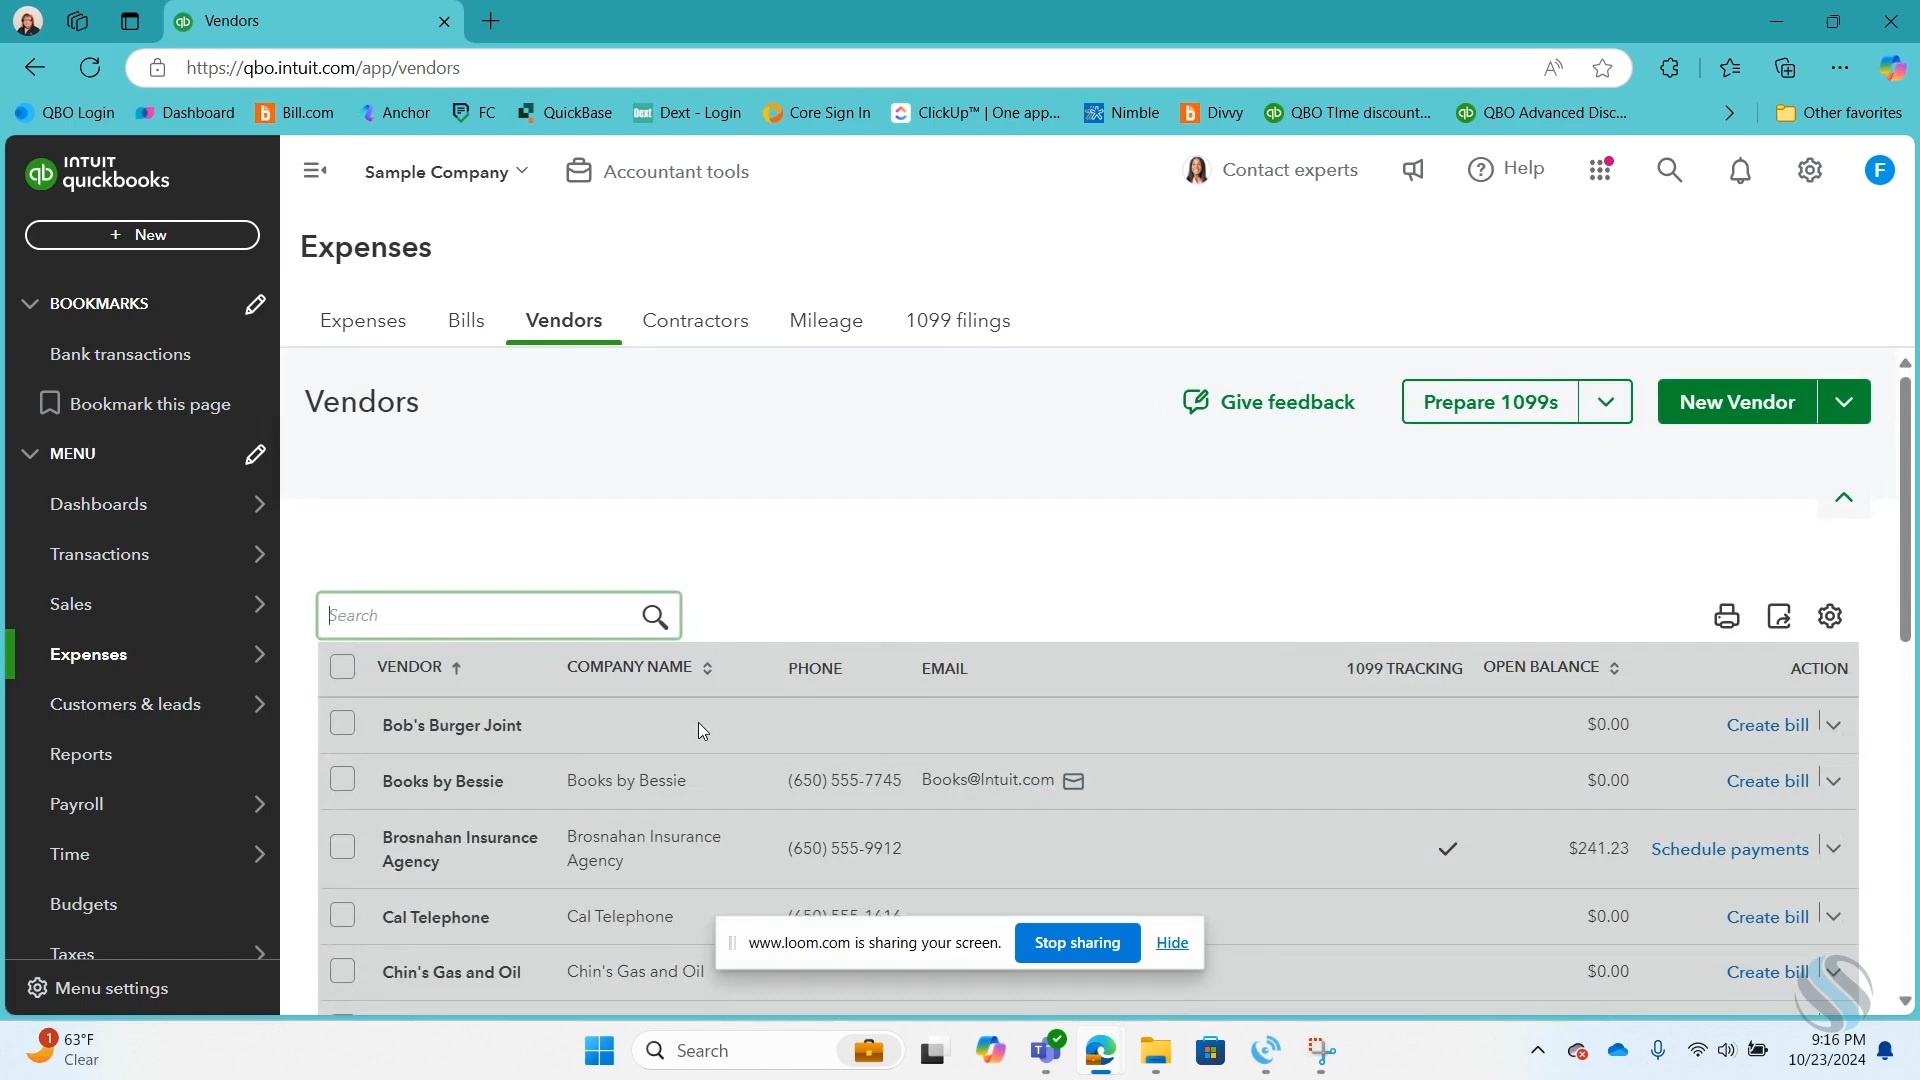 Vendors
https://qbo.intuit.com/app/vendors
QBO Login
Dashboard
Bill.com
Anchor
FC
QuickBase
Dext - Login
Core Sign In
ClickUp™ | One app...
Nimble
Divvy
QBO TIme discount...
QBO Advanced Disc...
Other favorites
INTUIT
quickbooks
Sample Company
Accountant tools
Contact experts
Help
F
+ New
Expenses
BOOKMARKS
Expenses
Bills
Vendors
Contractors
Mileage
1099 filings
Bank transactions
Bookmark this page
Vendors
Give feedback
Prepare 1099s
New Vendor
MENU
Dashboards
Transactions
Sales
Expenses
Customers & leads
Reports
Payroll
Time
Budgets
Taxes
Menu settings
Search
VENDOR COMPANY NAME PHONE EMAIL 1099 TRACKING OPEN BALANCE ACTION
Bob's Burger Joint $0.00 Create bill
Books by Bessie Books by Bessie (650) 555-7745 Books@Intuit.com $0.00 Create bill
Brosnahan Insurance Agency Brosnahan Insurance Agency (650) 555-9912 $241.23 Schedule payments
Cal Telephone Cal Telephone (650) 555-1616 $0.00 Create bill
Chin's Gas and Oil Chin's Gas and Oil $0.00 Create bill
www.loom.com is sharing your screen.
Stop sharing
Hide
1
63°F
Clear
Search
9:16 PM
10/23/2024